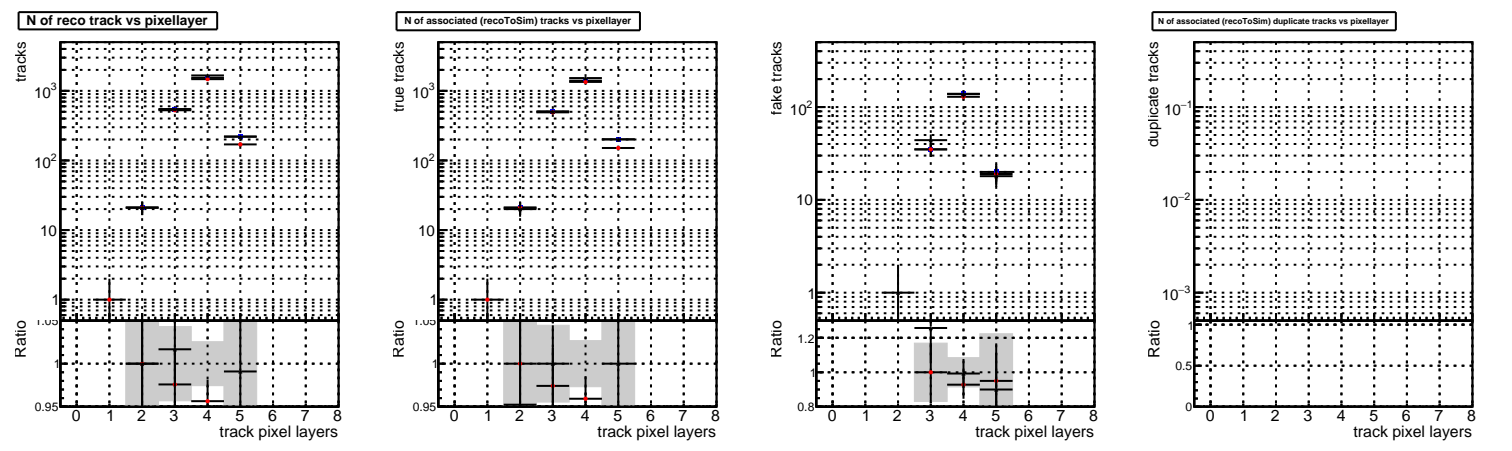 N of reco track vs pixellayer
tracks
10³
10²
10
1
Ratio
1.05
1
0.95
0 1 2 3 4 5 6 7 8
track pixel layers
N of associated (recoToSim) tracks vs pixellayer
true tracks
10³
10²
10
1
Ratio
1.05
1
0.95
0 1 2 3 4 5 6 7 8
track pixel layers
fake tracks
10²
10
1
Ratio
1.2
1
0.8
0 1 2 3 4 5 6 7 8
track pixel layers
N of associated (recoToSim) duplicate tracks vs pixellayer
duplicate tracks
10⁻¹
10⁻²
10⁻³
Ratio
1
0.5
0
0 1 2 3 4 5 6 7 8
track pixel layers